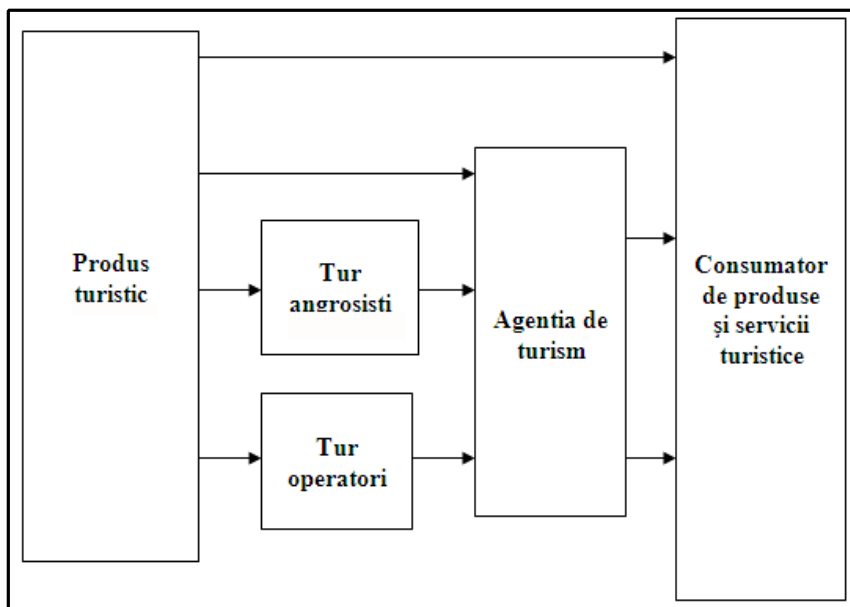 Produs
turistic
Tur
angrosisti
Tur
operatori
Agentia de
turism
Consumator
de produse
și servicii
turistice